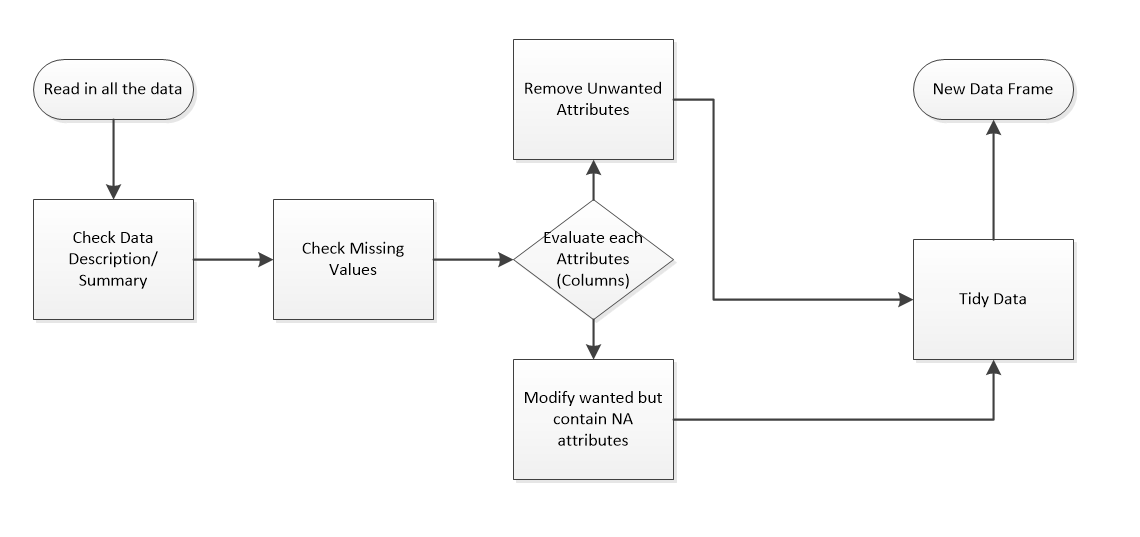 Read in all the data
Check Data
Description/
Summary
Check Missing
Values
Evaluate each
Attributes
(Columns)
Remove Unwanted
Attributes
Modify wanted but
contain NA
attributes
Tidy Data
New Data Frame